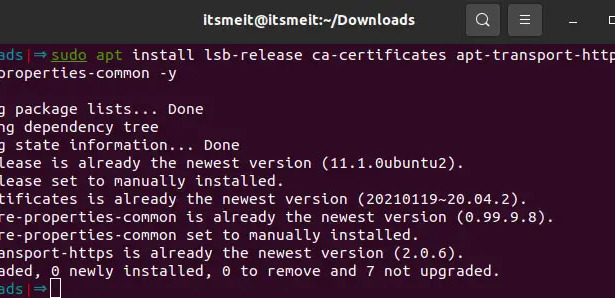 itsmeit@itsmeit:~/Downloads
ads|⇒sudo apt install lsb-release ca-certificates apt-transport-http
properties-common -y
g package lists... Done
ng dependency tree
g state information... Done
lease is already the newest version (11.1.0ubuntu2).
lease set to manually installed.
tificates is already the newest version (20210119~20.04.2).
re-properties-common is already the newest version (0.99.9.8).
re-properties-common set to manually installed.
ansport-https is already the newest version (2.0.6).
aded, 0 newly installed, 0 to remove and 7 not upgraded.
ads|⇒